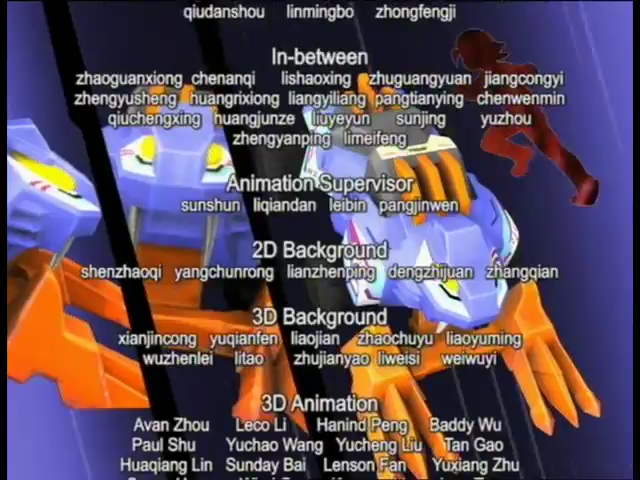 qiudanshou linmingbo zhongfengji
In-between
zhaoguanxiong chenanqi lishaoxing zhuguangyuan jiangcongyi
zhengyusheng huangrixiong liangyiliang pangtianying chenwenmin
qiuchengxing huangjunze liuyeyun sunjing yuzhou
zhengyanping limeifeng
Animation Supervisor
sunshun liqiandan leibin pangjinwen
2D Background
shenzhaoqi yangchunrong lianzhenping dengzhijuan zhangqian
3D Background
xianjincong yuqianfen liaojian zhaochuyu liaoyuming
wuzhenlei litao zhujianyao liweisi weiwuyi
3D Animation
Avan Zhou Leco Li Hanind Peng Baddy Wu
Paul Shu Yuchao Wang Yucheng Liu Tan Gao
Huaqiang Lin Sunday Bai Lenson Fan Yuxiang Zhu